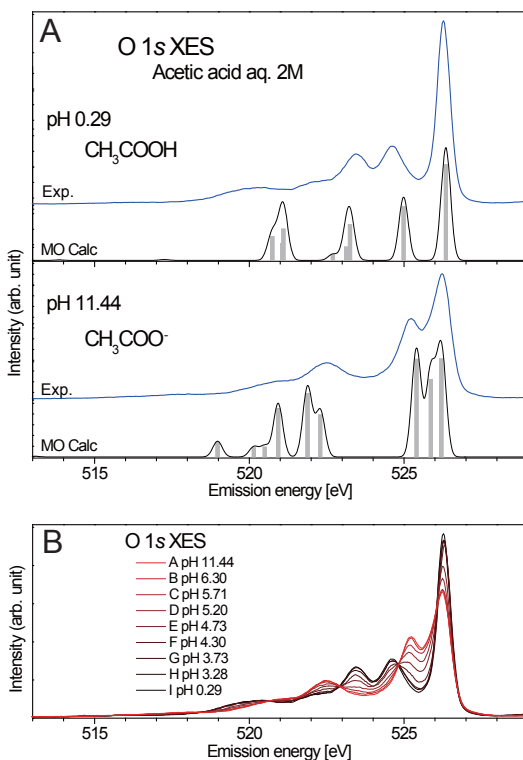 A
O 1s XES
Acetic acid aq. 2M
pH 0.29
CH₃COOH
Exp.
MO Calc
pH 11.44
CH₃COO⁻
Exp.
MO Calc
Intensity (arb. unit)
515 520 525
Emission energy [eV]
B
O 1s XES
A pH 11.44
B pH 6.30
C pH 5.71
D pH 5.20
E pH 4.73
F pH 4.30
G pH 3.73
H pH 3.28
I pH 0.29
Intensity (arb. unit)
515 520 525
Emission energy [eV]